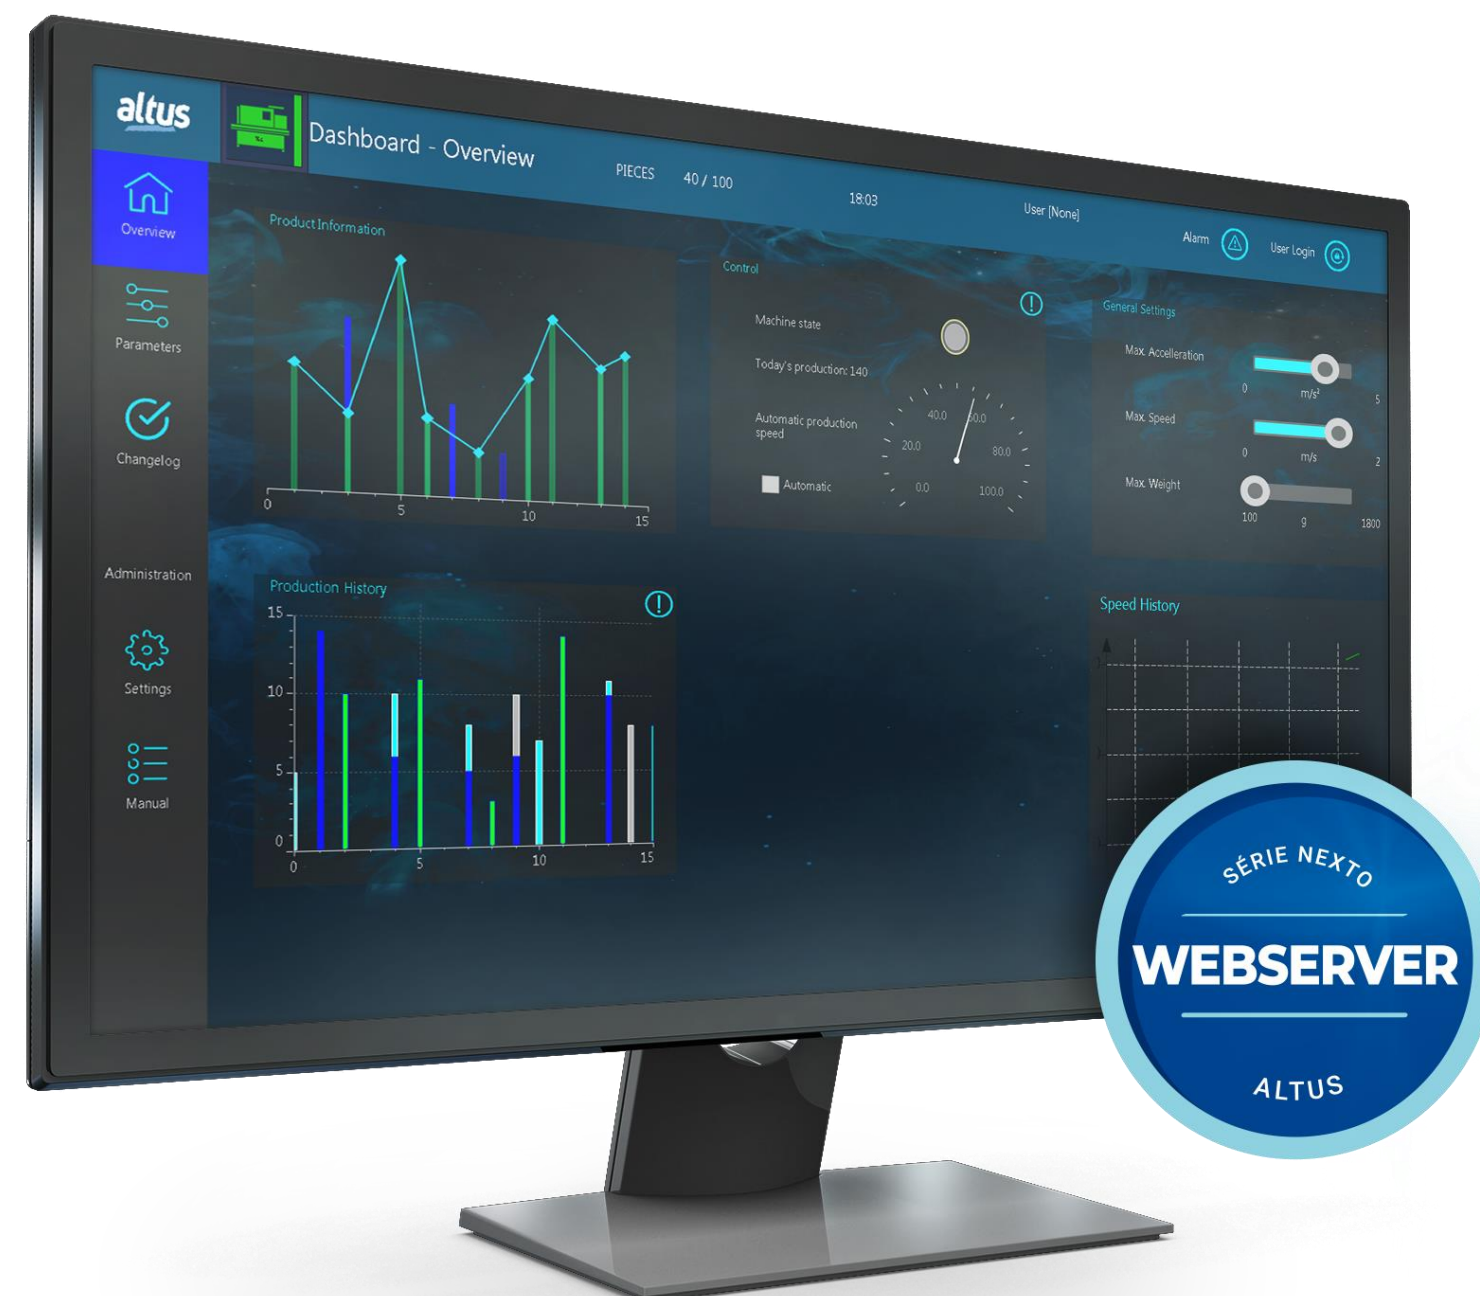 altus
Dashboard - Overview
PIECES
40 / 100
18:03
User [None]
Alarm
User Login
Overview
Parameters
Changelog
Administration
Settings
Manual
Product Information
0
5
10
15
Control
Machine state
Today's production: 140
Automatic production
speed
Automatic
0.0
20.0
40.0
60.0
80.0
100.0
General Settings
Max. Accelleration
0
m/s²
5
Max. Speed
0
m/s
2
Max. Weight
100
g
1800
Production History
15
10
5
0
0
5
10
15
Speed History
SÉRIE NEXTO
WEBSERVER
ALTUS